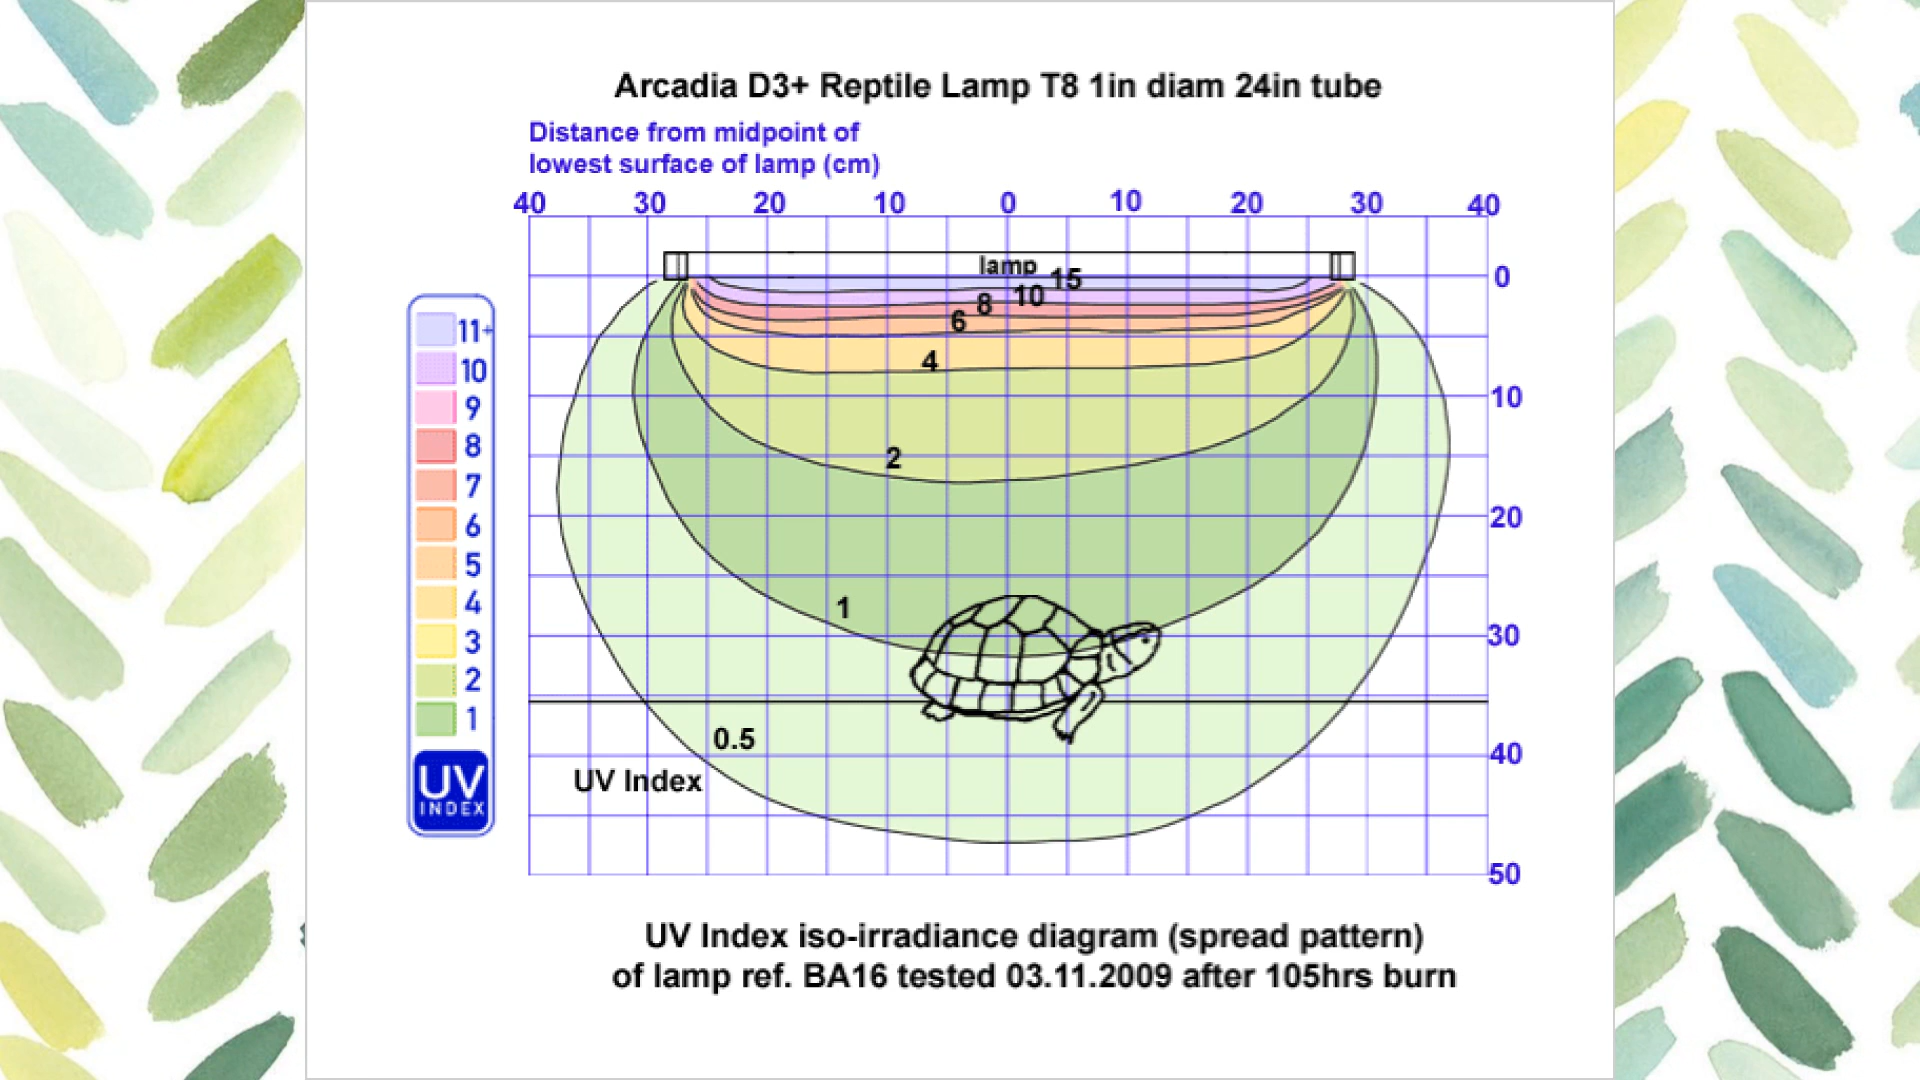 Arcadia D3+ Reptile Lamp T8 1in diam 24in tube
Distance from midpoint of
lowest surface of lamp (cm)
40 30 20 10 0 10 20 30 40
lamp
0
15
10
8
6
4
2
1
0.5
10
20
30
40
50
11+
10
9
8
7
6
5
4
3
2
1
UV
INDEX
UV Index
UV Index iso-irradiance diagram (spread pattern)
of lamp ref. BA16 tested 03.11.2009 after 105hrs burn